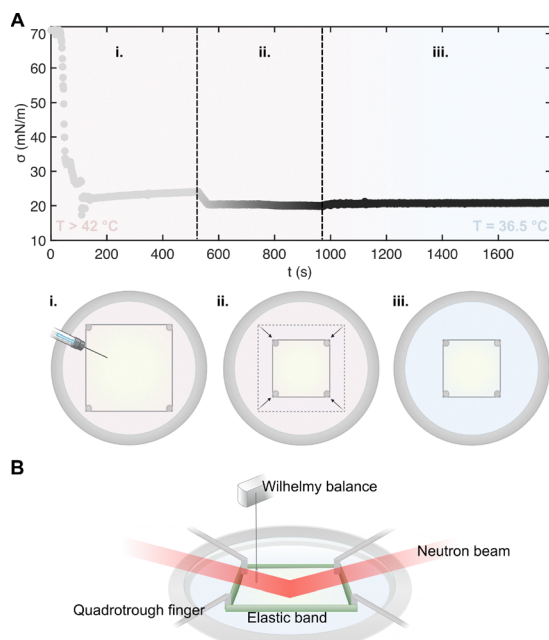 A
i.
ii.
iii.
70
60
50
40
30
20
10
σ (mN/m)
T > 42 °C
T = 36.5 °C
0
200
400
600
800
1000
1200
1400
1600
t (s)
i.
ii.
iii.
B
Wilhelmy balance
Neutron beam
Quadrotrough finger
Elastic band